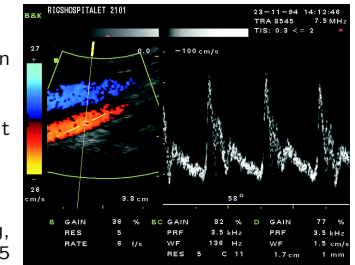 B&K RIGSHOSPITALET 2101 23-11-94 14:12:46
TRA 8545 7.5 MHz
TIS: 0.3 <= 2 *
27
+
0.0
-100 cm/s
n
t
26
cm/s
3.8 cm
58°
B GAIN 36 % BC GAIN 82 % D GAIN 77 %
RES 5 PRF 3.5 kHz PRF 3.5 kHz
RATE 6 f/s WF 136 Hz WF 1.5 cm/s
RES 5 C 11 1.7 cm 1 mm
g,
5